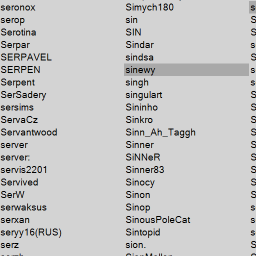 seronox Simych180 s
serop sin s
Serotina SIN S
Serpar Sindar s
SERPAVEL sindsa
SERPEN sinewy s
Serpent singh s
SerSadery singulart
sersims Sininho
ServaCz Sinkro
Servantwood Sinn_Ah_Taggh
server Sinner
server: SiNNeR
servis2201 Sinner83
Servived Sinocy
SerW Sinon
serwaksus Sinop
serxan SinousPoleCat
seryy16(RUS) Sintopid
serz sion.